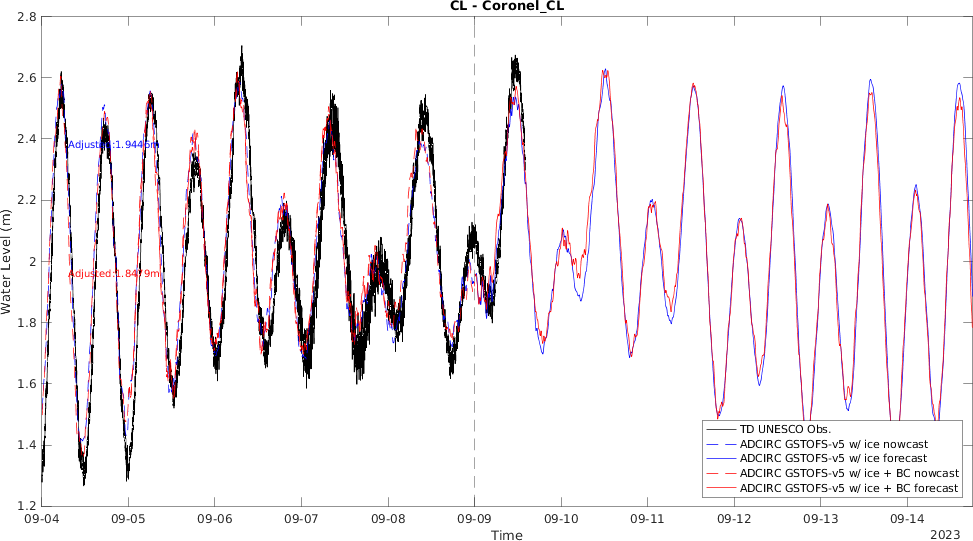 CL - Coronel_CL
2.8
2.6
2.4
2.2
2
1.8
1.6
1.4
1.2
Water Level (m)
Adjusted:1.9446m
Adjusted:1.8479m
TD UNESCO Obs.
ADCIRC GSTOFS-v5 w/ ice nowcast
ADCIRC GSTOFS-v5 w/ ice forecast
ADCIRC GSTOFS-v5 w/ ice + BC nowcast
ADCIRC GSTOFS-v5 w/ ice + BC forecast
09-04 09-05 09-06 09-07 09-08 09-09 09-10 09-11 09-12 09-13 09-14
Time
2023